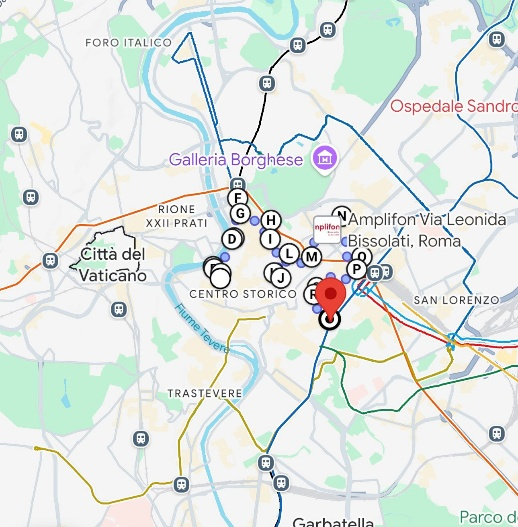 FORO ITALICO
Ospedale Sandro
Galleria Borghese
F
G
H
N
RIONE
XXII PRATI
nplifon
Amplifon Via Leonida
Bissolati, Roma
D
I
L
M
Città del
Vaticano
P
J
CENTRO STORICO
R
SAN LORENZO
Fiume Tevere
TRASTEVERE
Garbatella
Parco d